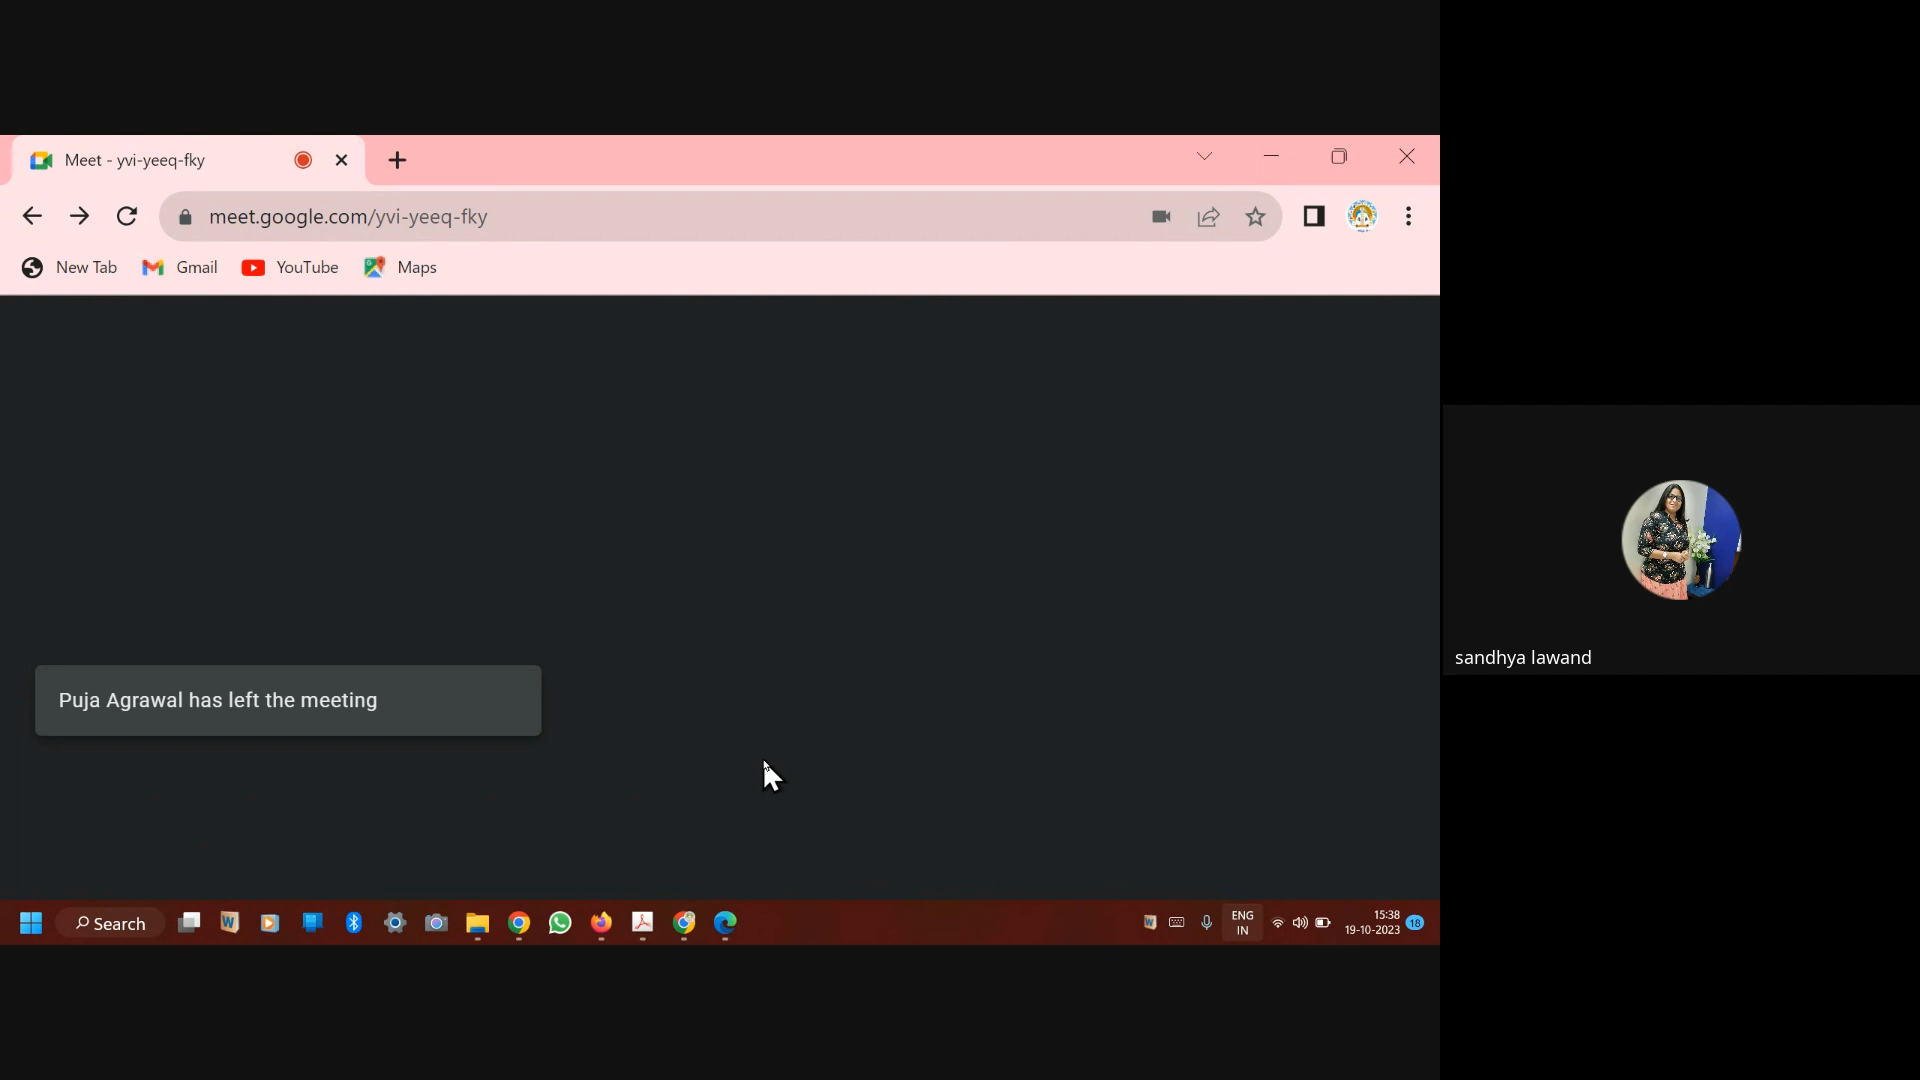 Meet - yvi-yeeq-fky
meet.google.com/yvi-yeeq-fky
New Tab
Gmail
YouTube
Maps
Puja Agrawal has left the meeting
sandhya lawand
Search
ENG
IN
15:38
19-10-2023
18